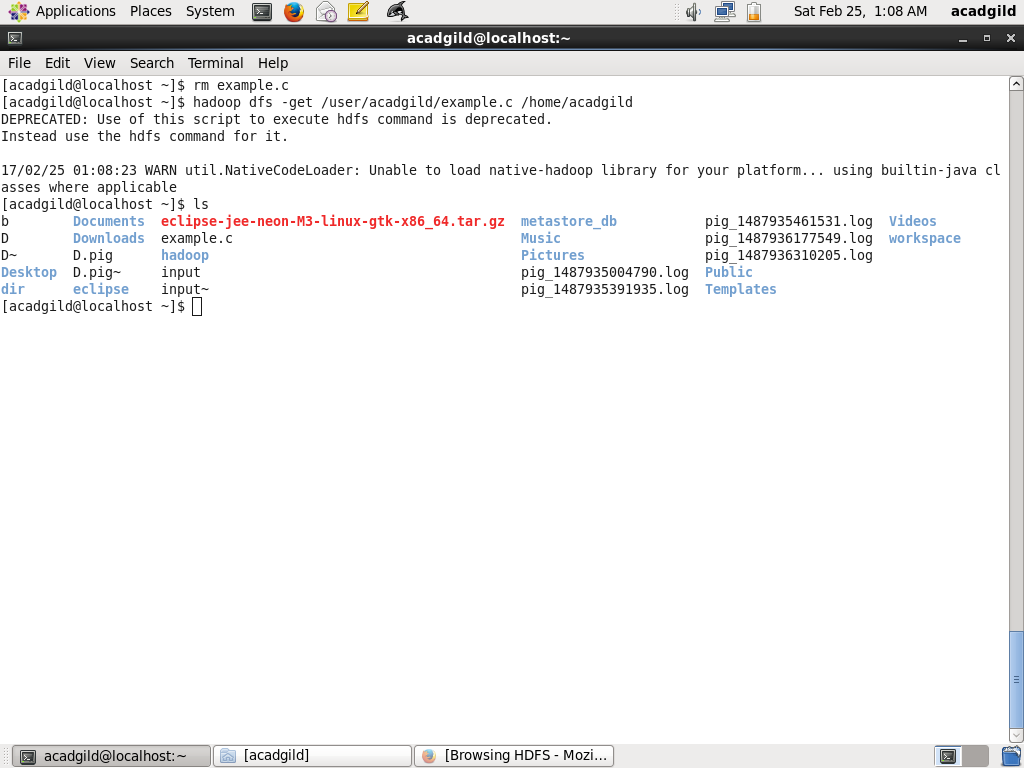 Applications Places System Sat Feb 25, 1:08 AM acadgild
acadgild@localhost:~
File Edit View Search Terminal Help
[acadgild@localhost ~]$ rm example.c
[acadgild@localhost ~]$ hadoop dfs -get /user/acadgild/example.c /home/acadgild
DEPRECATED: Use of this script to execute hdfs command is deprecated.
Instead use the hdfs command for it.
17/02/25 01:08:23 WARN util.NativeCodeLoader: Unable to load native-hadoop library for your platform... using builtin-java cl
asses where applicable
[acadgild@localhost ~]$ ls
b Documents eclipse-jee-neon-M3-linux-gtk-x86_64.tar.gz metastore_db pig_1487935461531.log Videos
D Downloads example.c Music pig_1487936177549.log workspace
D~ D.pig hadoop Pictures pig_1487936310205.log
Desktop D.pig~ input pig_1487935004790.log Public
dir eclipse input~ pig_1487935391935.log Templates
[acadgild@localhost ~]$
acadgild@localhost:~ [acadgild] [Browsing HDFS - Mozi...